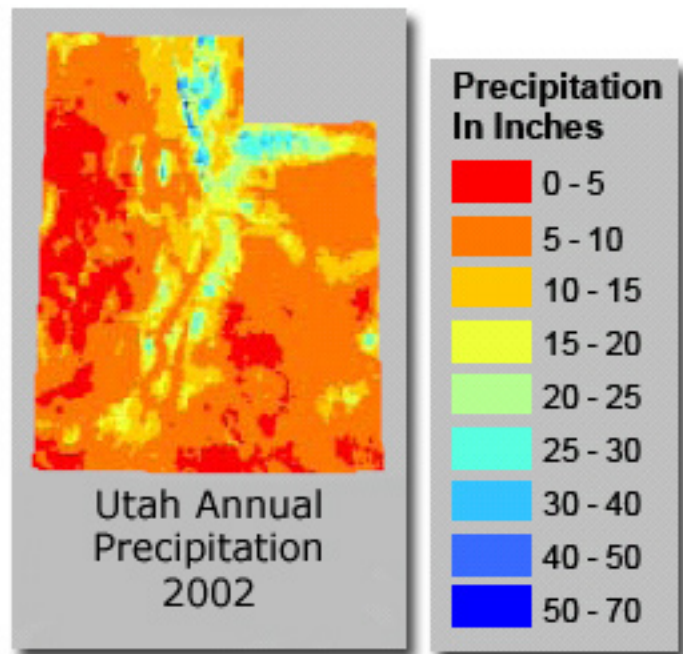 Utah Annual
Precipitation
2002
Precipitation
In Inches
0 - 5
5 - 10
10 - 15
15 - 20
20 - 25
25 - 30
30 - 40
40 - 50
50 - 70